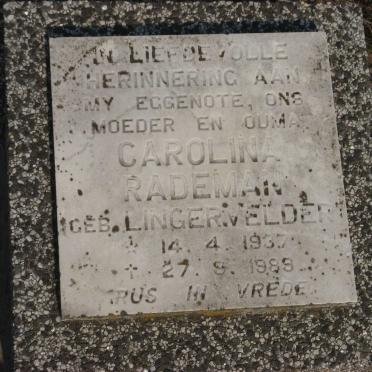 IN LIEFDEVOLLE
HERINNERING AAN
MY EGGENOTE, ONS
MOEDER EN OUMA
CAROLINA
RADEMAN
GEB. LINGERVELDER
14. 4. 1937
27. 9. 1989
RUS IN VREDE